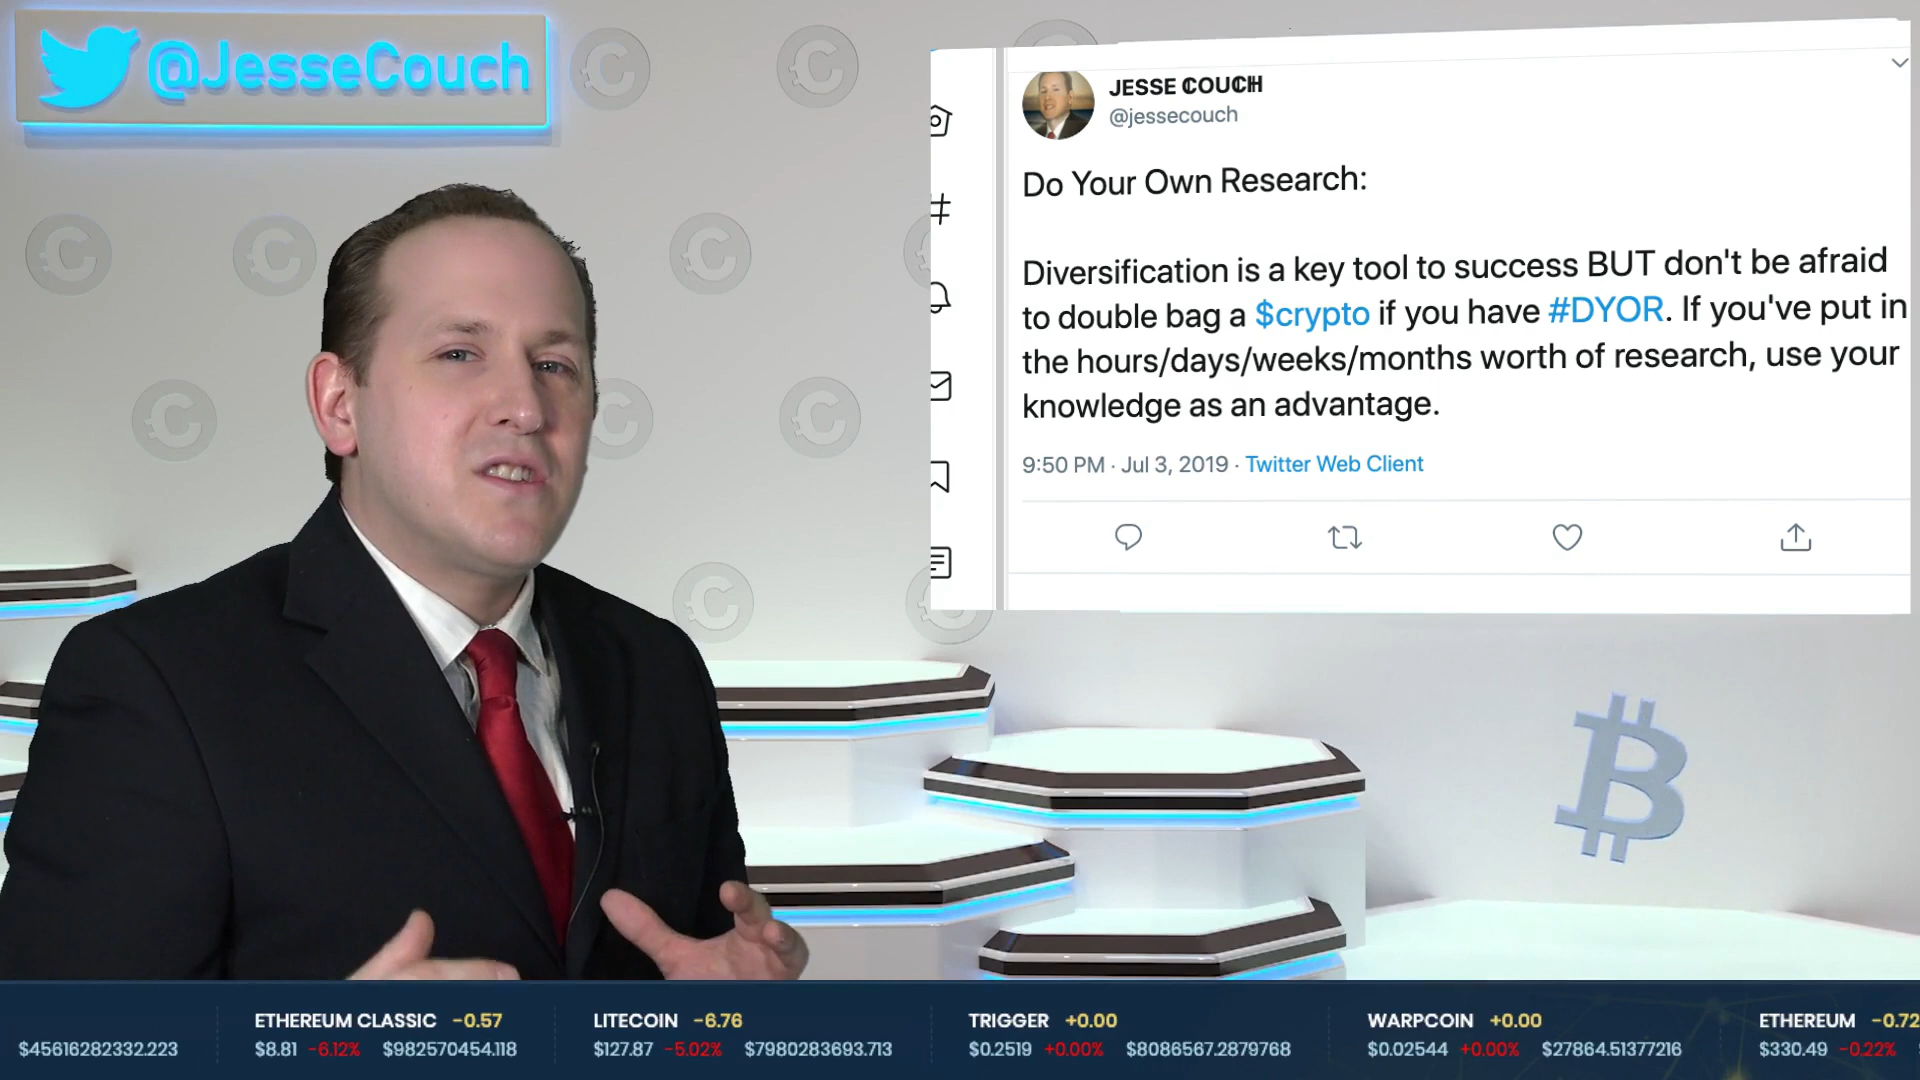 @JesseCouch
JESSE ₵OU₵H
@jessecouch
Do Your Own Research:
Diversification is a key tool to success BUT don't be afraid
to double bag a $crypto if you have #DYOR. If you've put in
the hours/days/weeks/months worth of research, use your
knowledge as an advantage.
9:50 PM · Jul 3, 2019 · Twitter Web Client
ETHEREUM CLASSIC -0.57 LITECOIN -6.76 TRIGGER +0.00 WARPCOIN +0.00 ETHEREUM -0.72
$45616282332.223 $8.81 -6.12% $982570454.118 $127.87 -5.02% $7980283693.713 $0.2519 +0.00% $8086567.2879768 $0.02544 +0.00% $27864.51377216 $330.49 -0.22%